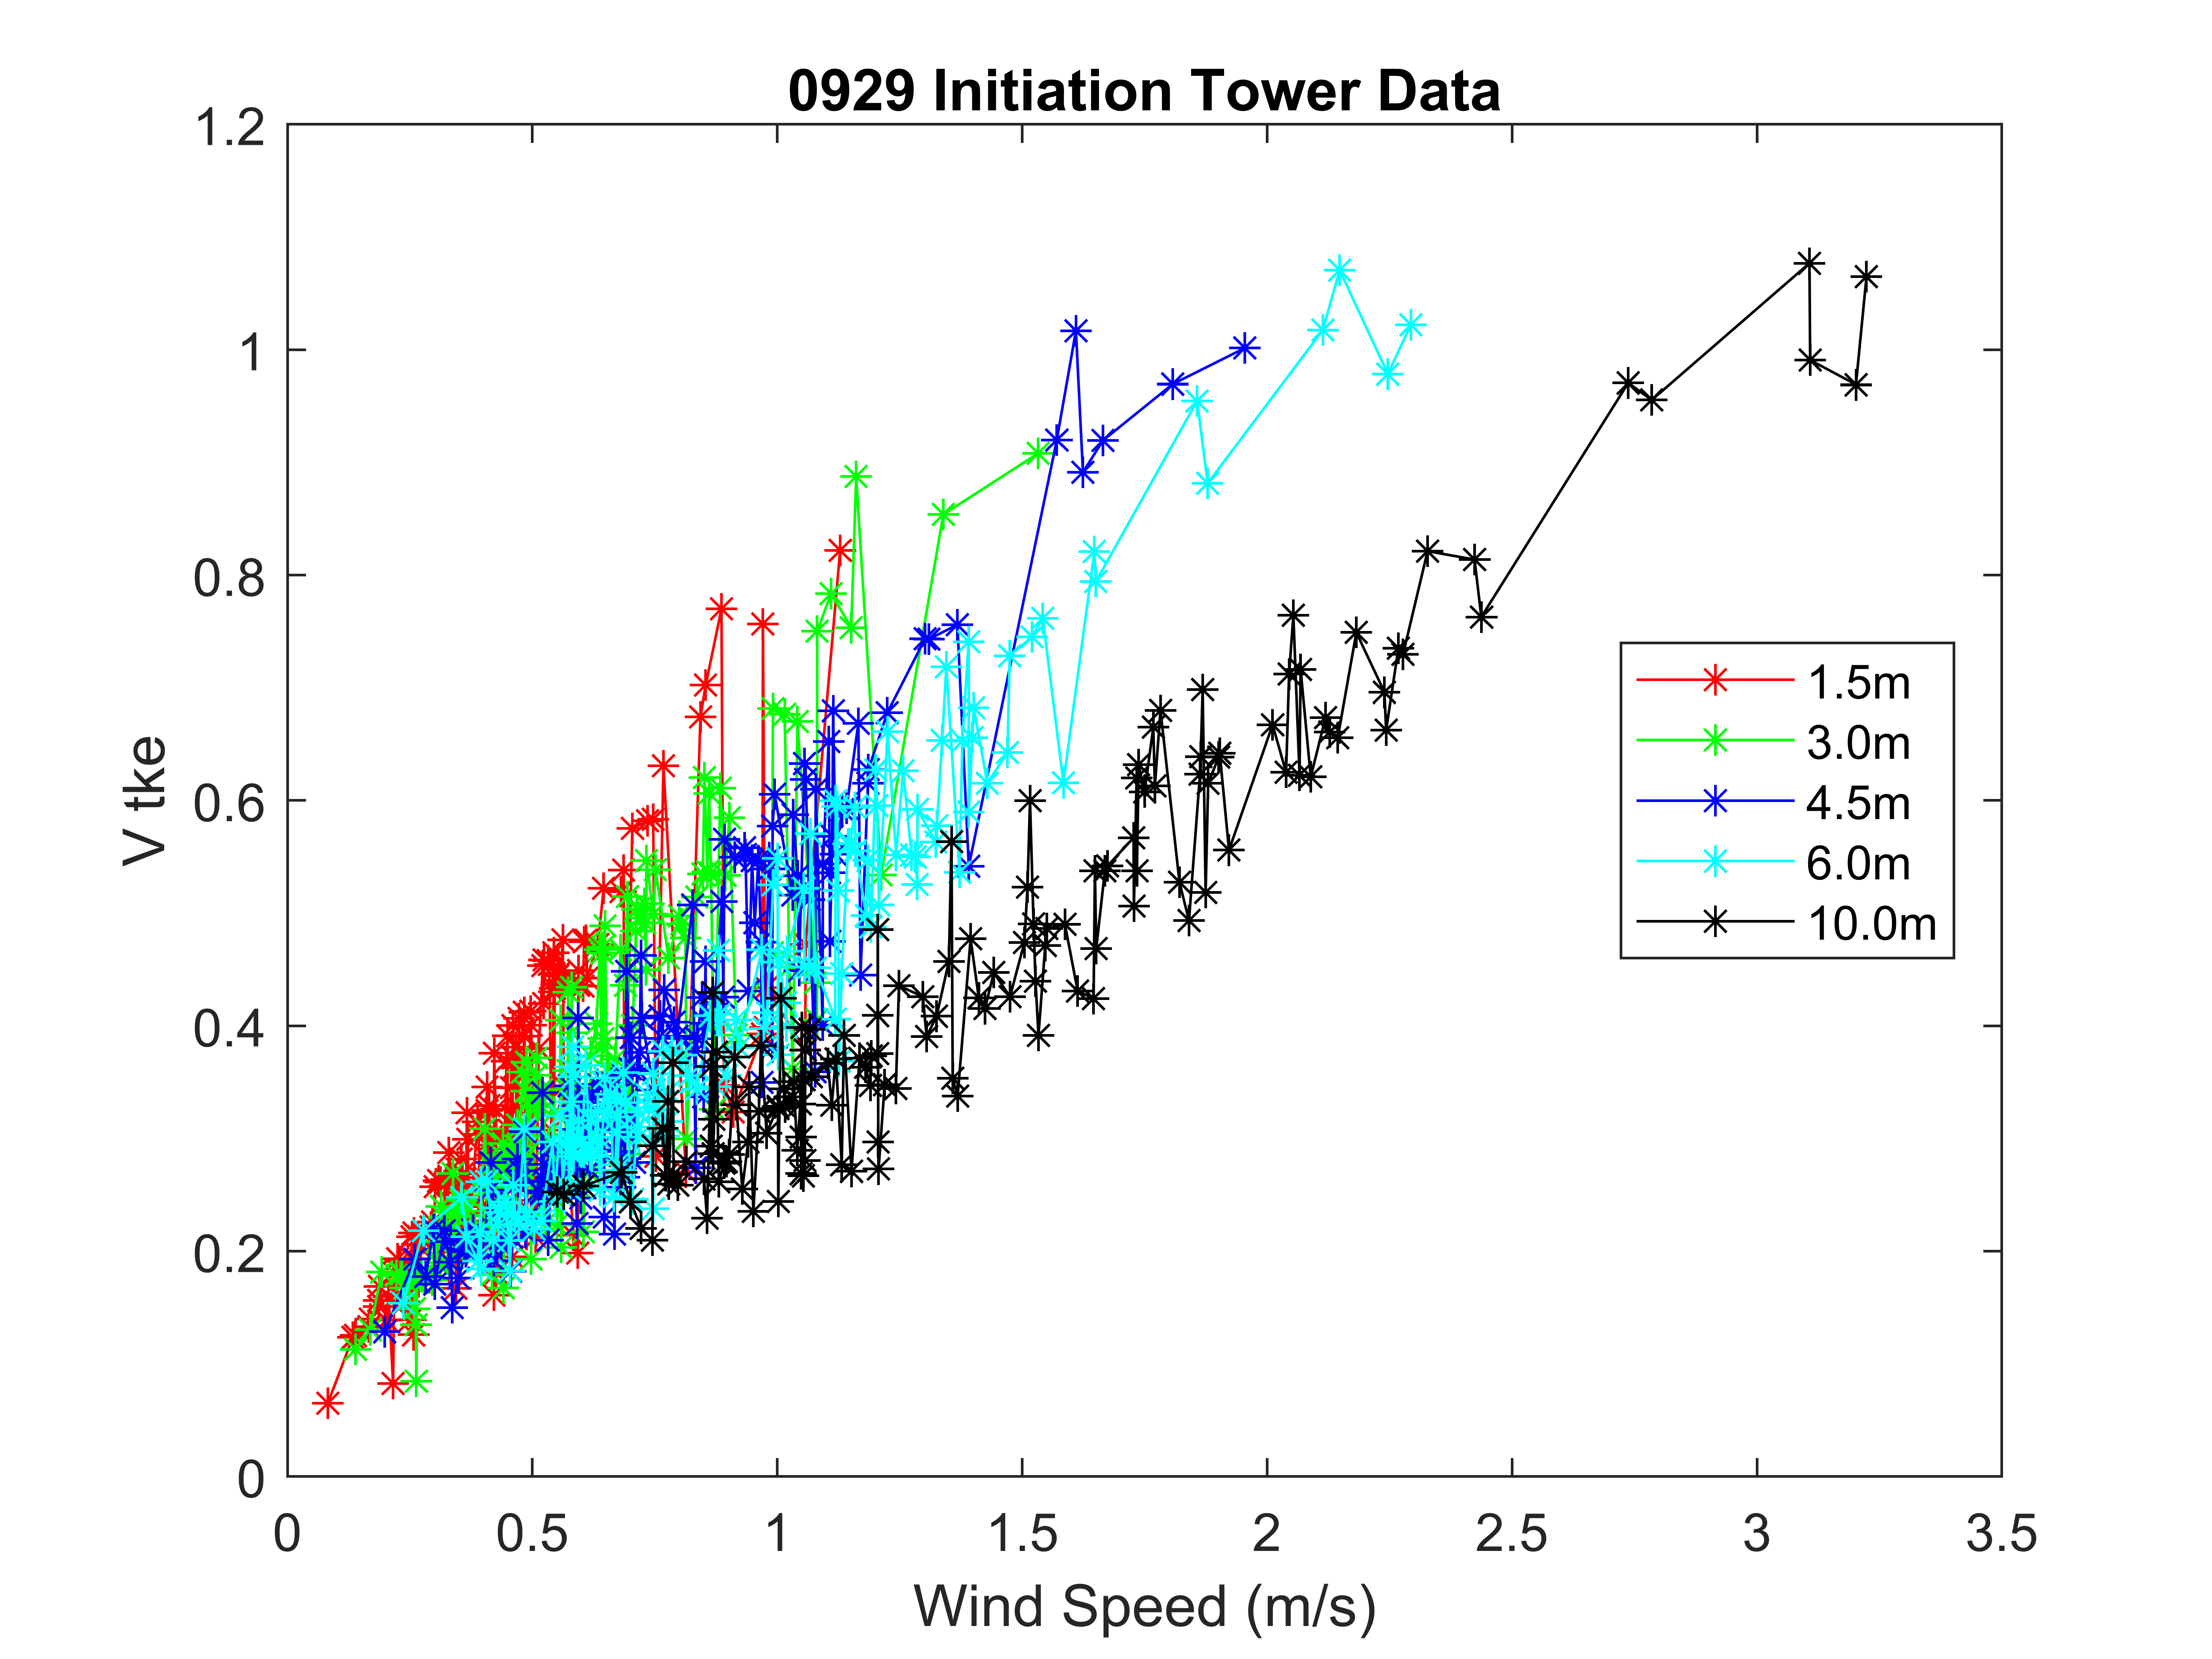 0929 Initiation Tower Data
1.2
1
0.8
0.6
0.4
0.2
0
V tke
1.5m
3.0m
4.5m
6.0m
10.0m
0 0.5 1 1.5 2 2.5 3 3.5
Wind Speed (m/s)